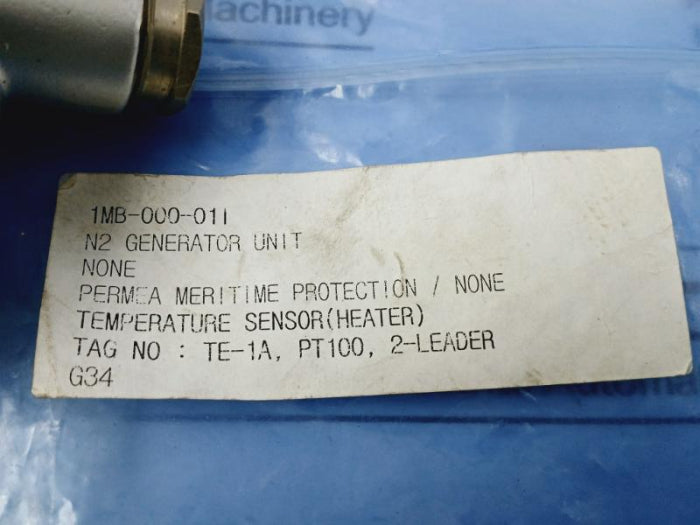 Machinery
1MB-000-011
N2 GENERATOR UNIT
NONE
PERMEA MERITIME PROTECTION / NONE
TEMPERATURE SENSOR(HEATER)
TAG NO : TE-1A, PT100, 2-LEADER
G34